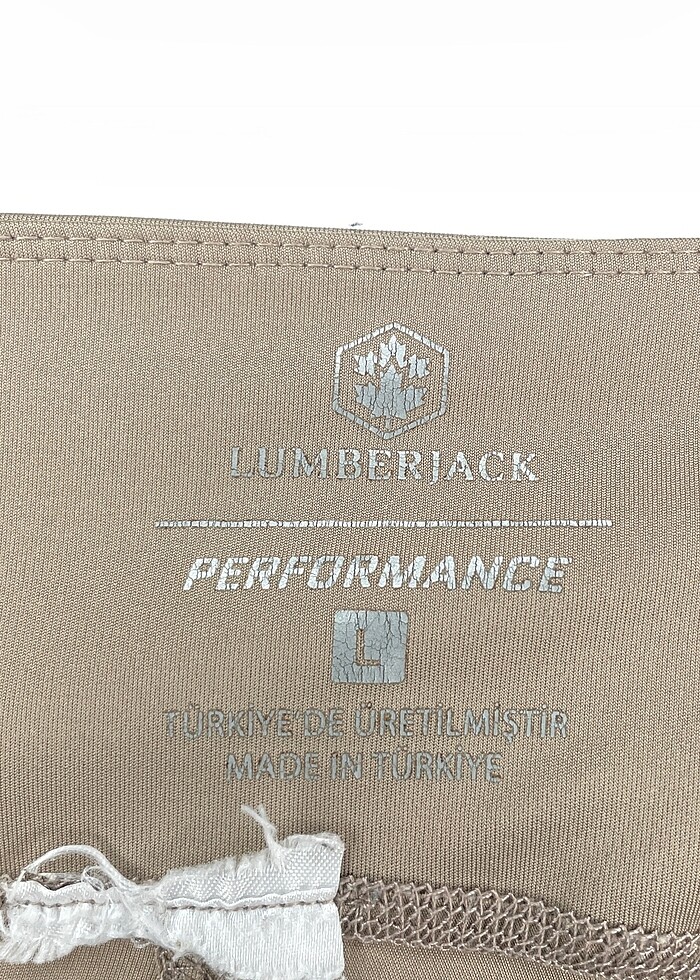 LUMBERJACK
PERFORMANCE
L
TÜRKİYE'DE ÜRETİLMİŞTİR
MADE IN TÜRKİYE